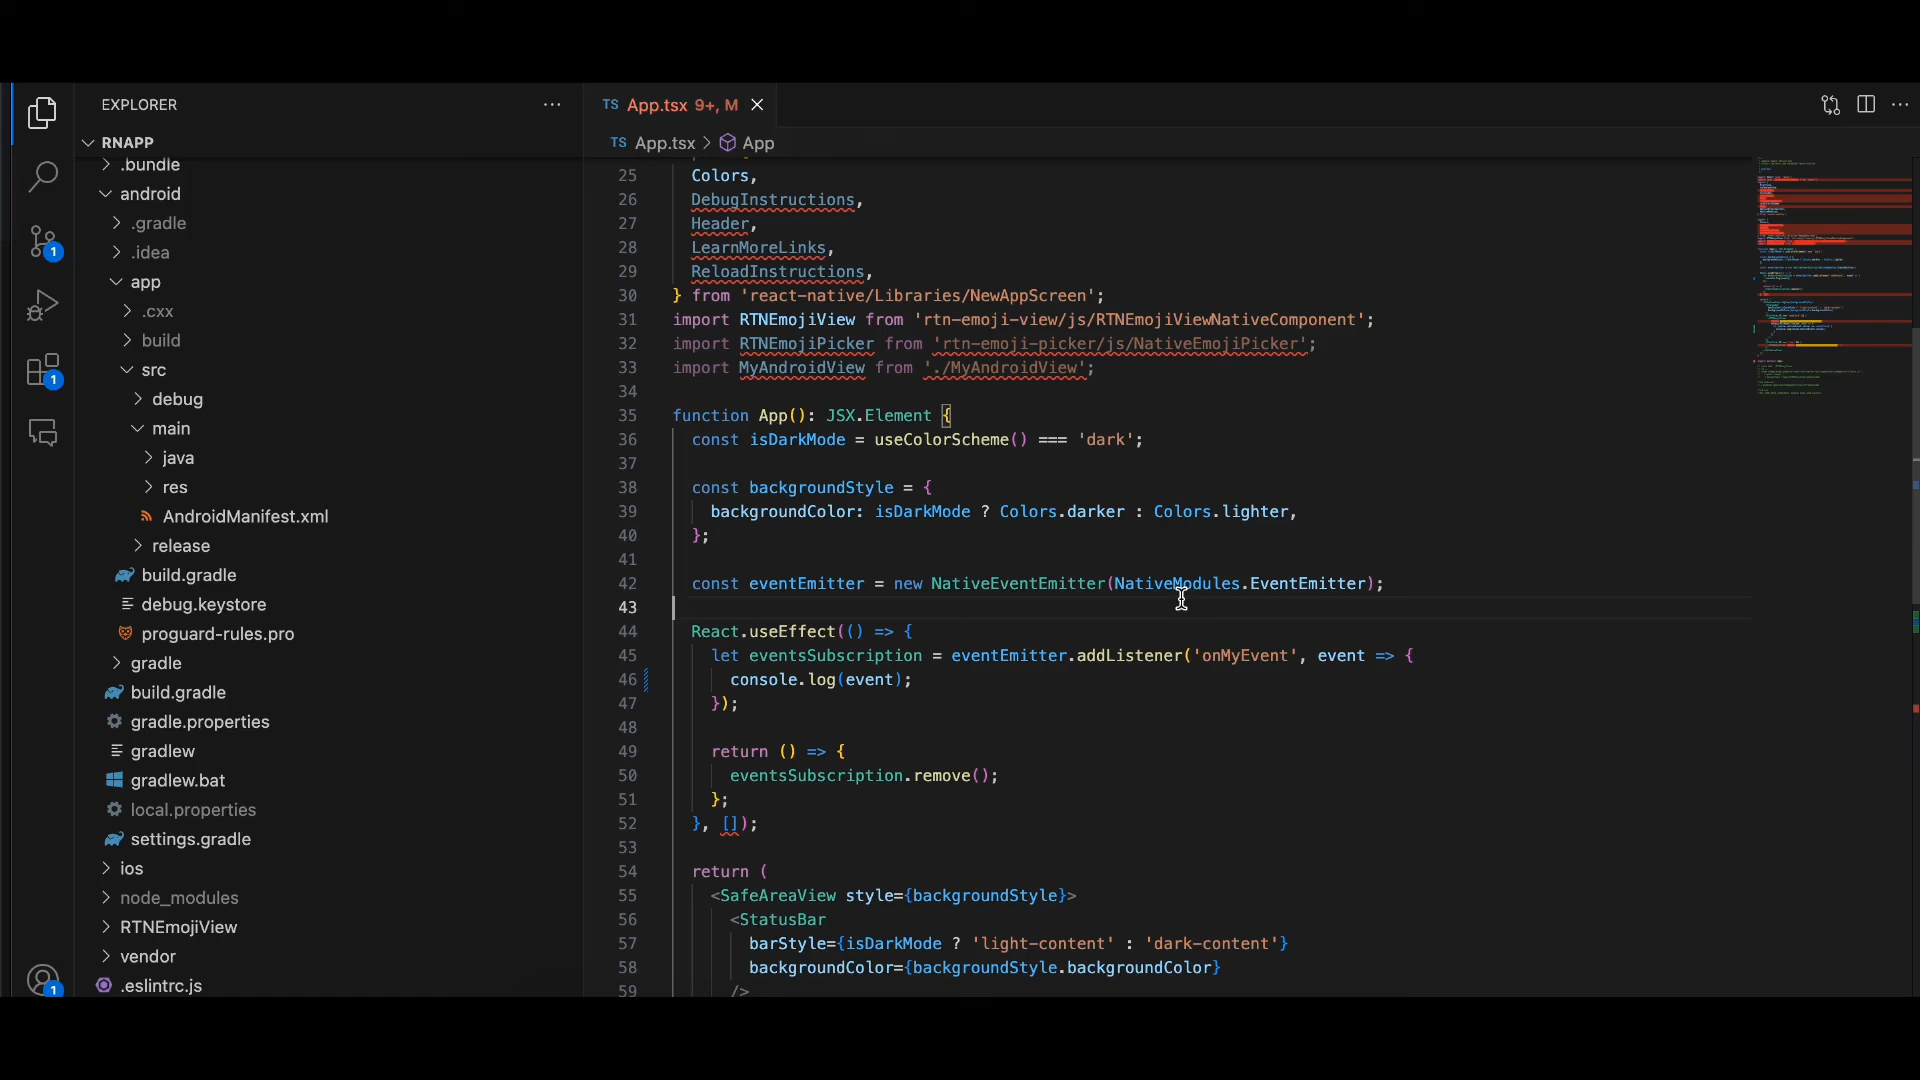 EXPLORER
RNAPP
.bundle
android
.gradle
.idea
app
.cxx
build
src
debug
main
java
res
AndroidManifest.xml
release
build.gradle
debug.keystore
proguard-rules.pro
gradle
build.gradle
gradle.properties
gradlew
gradlew.bat
local.properties
settings.gradle
ios
node_modules
RTNEmojiView
vendor
.eslintrc.js
1
1
1
TS App.tsx 9+, M
TS App.tsx > App
25 Colors,
26 DebugInstructions,
27 Header,
28 LearnMoreLinks,
29 ReloadInstructions,
30 } from 'react-native/Libraries/NewAppScreen';
31 import RTNEmojiView from 'rtn-emoji-view/js/RTNEmojiViewNativeComponent';
32 import RTNEmojiPicker from 'rtn-emoji-picker/js/NativeEmojiPicker';
33 import MyAndroidView from './MyAndroidView';
34
35 function App(): JSX.Element {
36 const isDarkMode = useColorScheme() === 'dark';
37
38 const backgroundStyle = {
39 backgroundColor: isDarkMode ? Colors.darker : Colors.lighter,
40 };
41
42 const eventEmitter = new NativeEventEmitter(NativeModules.EventEmitter);
43
44 React.useEffect(() => {
45 let eventsSubscription = eventEmitter.addListener('onMyEvent', event => {
46 console.log(event);
47 });
48
49 return () => {
50 eventsSubscription.remove();
51 };
52 }, []);
53
54 return (
55 <SafeAreaView style={backgroundStyle}>
56 <StatusBar
57 barStyle={isDarkMode ? 'light-content' : 'dark-content'}
58 backgroundColor={backgroundStyle.backgroundColor}
59 />